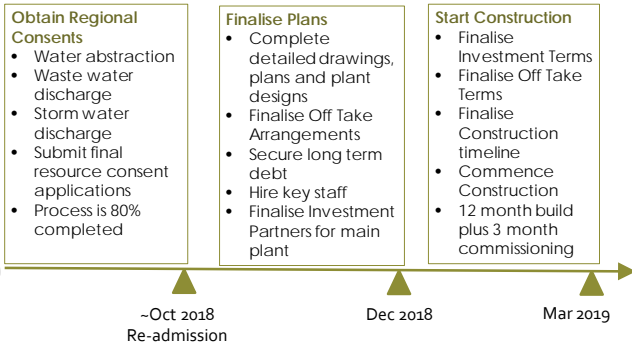 Obtain Regional
Consents
• Water abstraction
• Waste water
discharge
• Storm water
discharge
• Submit final
resource consent
applications
• Process is 80%
completed
Finalise Plans
• Complete
detailed drawings,
plans and plant
designs
• Finalise Off Take
Arrangements
• Secure long term
debt
• Hire key staff
• Finalise Investment
Partners for main
plant
Start Construction
• Finalise
Investment Terms
• Finalise Off Take
Terms
• Finalise
Construction
timeline
• Commence
Construction
• 12 month build
plus 3 month
commissioning
~Oct 2018
Re-admission
Dec 2018
Mar 2019